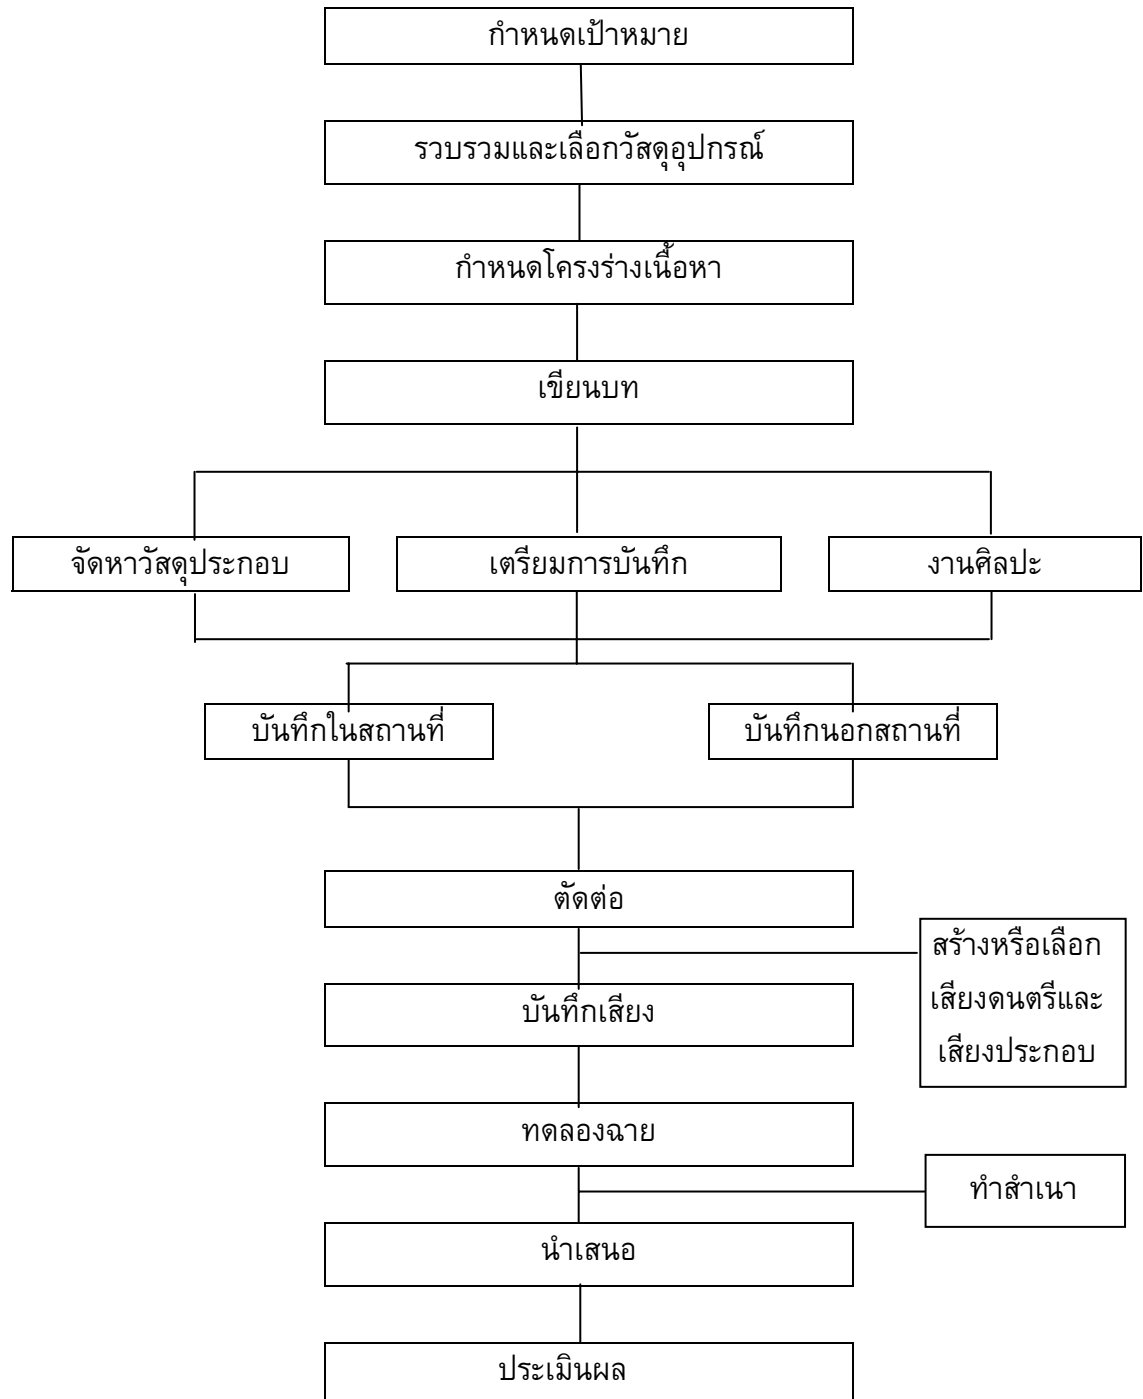 กำหนดเป้าหมาย
รวบรวมและเลือกวัสดุอุปกรณ์
กำหนดโครงร่างเนื้อหา
เขียนบท
จัดหาวัสดุประกอบ
เตรียมการบันทึก
งานศิลปะ
บันทึกในสถานที่
บันทึกนอกสถานที่
ตัดต่อ
สร้างหรือเลือก
เสียงดนตรีและ
เสียงประกอบ
บันทึกเสียง
ทดลองฉาย
ทำสำเนา
นำเสนอ
ประเมินผล